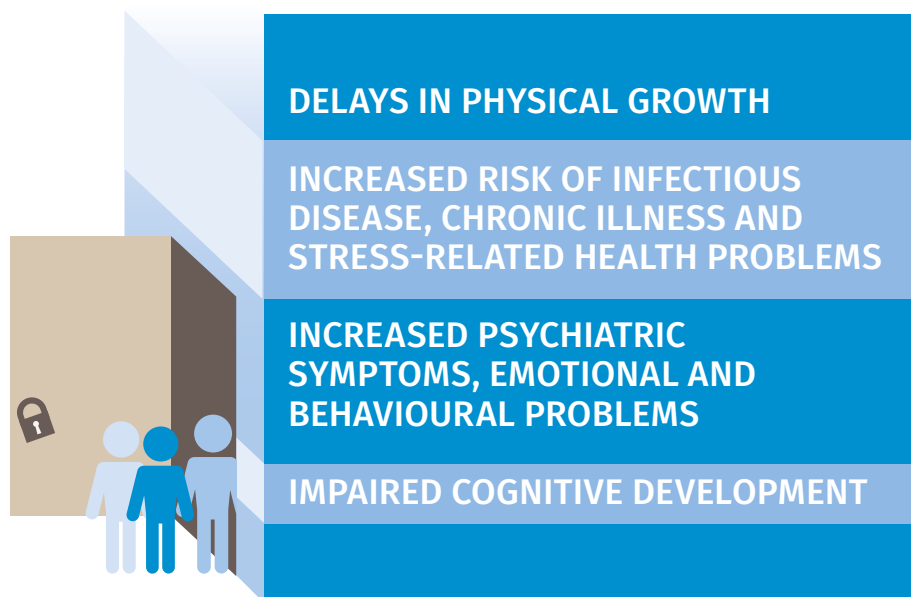 DELAYS IN PHYSICAL GROWTH
INCREASED RISK OF INFECTIOUS
DISEASE, CHRONIC ILLNESS AND
STRESS-RELATED HEALTH PROBLEMS
INCREASED PSYCHIATRIC
SYMPTOMS, EMOTIONAL AND
BEHAVIOURAL PROBLEMS
IMPAIRED COGNITIVE DEVELOPMENT